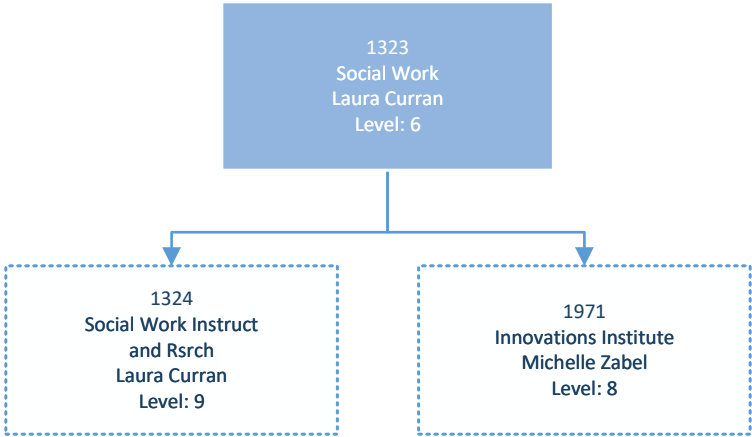 1323
Social Work
Laura Curran
Level: 6
1324
Social Work Instruct
and Rsrch
Laura Curran
Level: 9
1971
Innovations Institute
Michelle Zabel
Level: 8